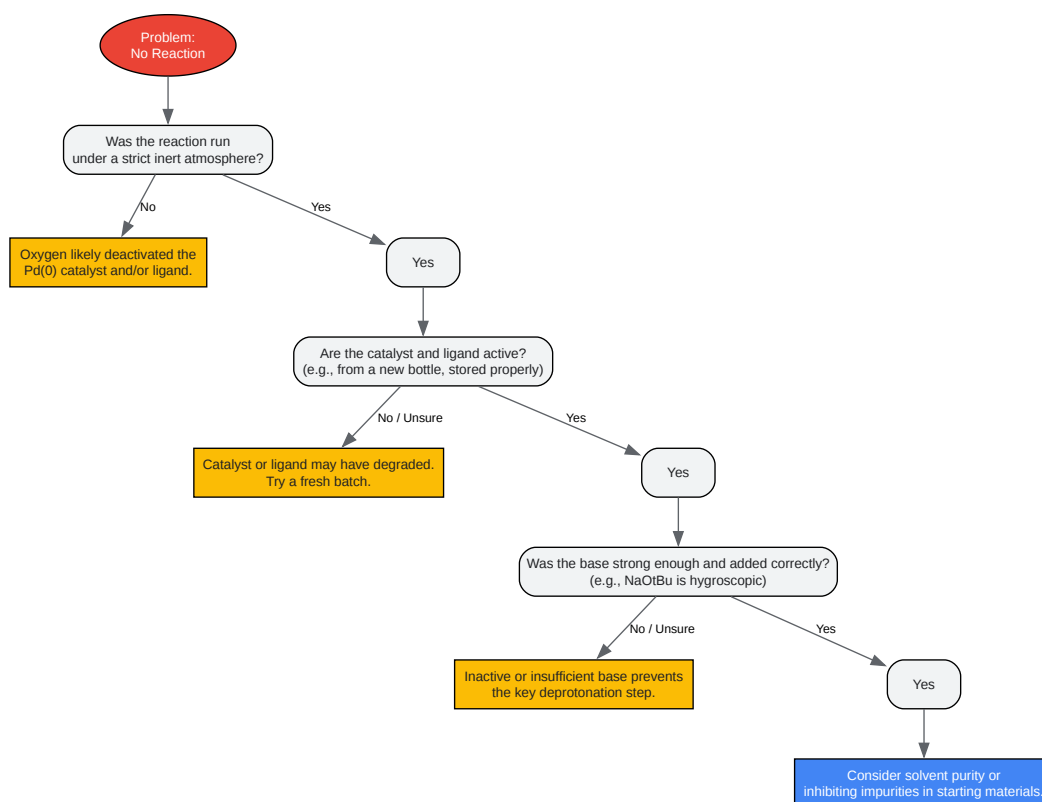 Problem:
No Reaction
Was the reaction run
under a strict inert atmosphere?
No
Yes
Oxygen likely deactivated the
Pd(0) catalyst and/or ligand.
Yes
Are the catalyst and ligand active?
(e.g., from a new bottle, stored properly)
No / Unsure
Yes
Catalyst or ligand may have degraded.
Try a fresh batch.
Yes
Was the base strong enough and added correctly?
(e.g., NaOtBu is hygroscopic)
No / Unsure
Yes
Inactive or insufficient base prevents
the key deprotonation step.
Yes
Consider solvent purity or
inhibiting impurities in starting materials.